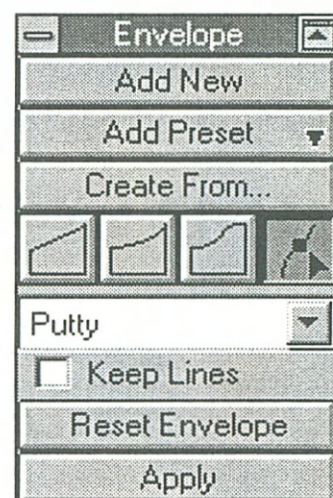 Envelope
Add New
Add Preset
Create From...
Putty
Keep Lines
Reset Envelope
Apply